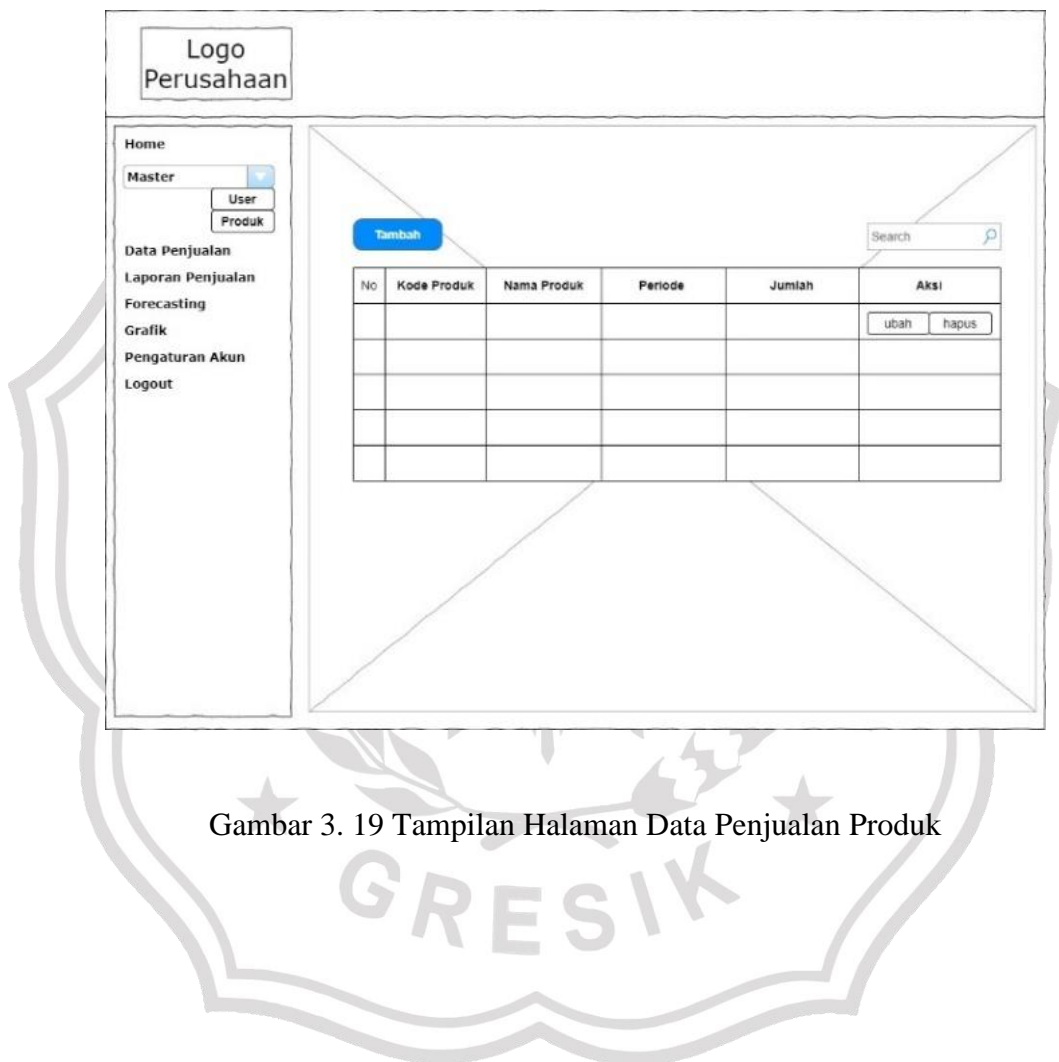 Logo
Perusahaan
Home
Master
User
Produk
Data Penjualan
Laporan Penjualan
Forecasting
Grafik
Pengaturan Akun
Logout
Tambah
Search
No Kode Produk Nama Produk Periode Jumlah Aksi
ubah hapus
Gambar 3. 19 Tampilan Halaman Data Penjualan Produk
GRESIK